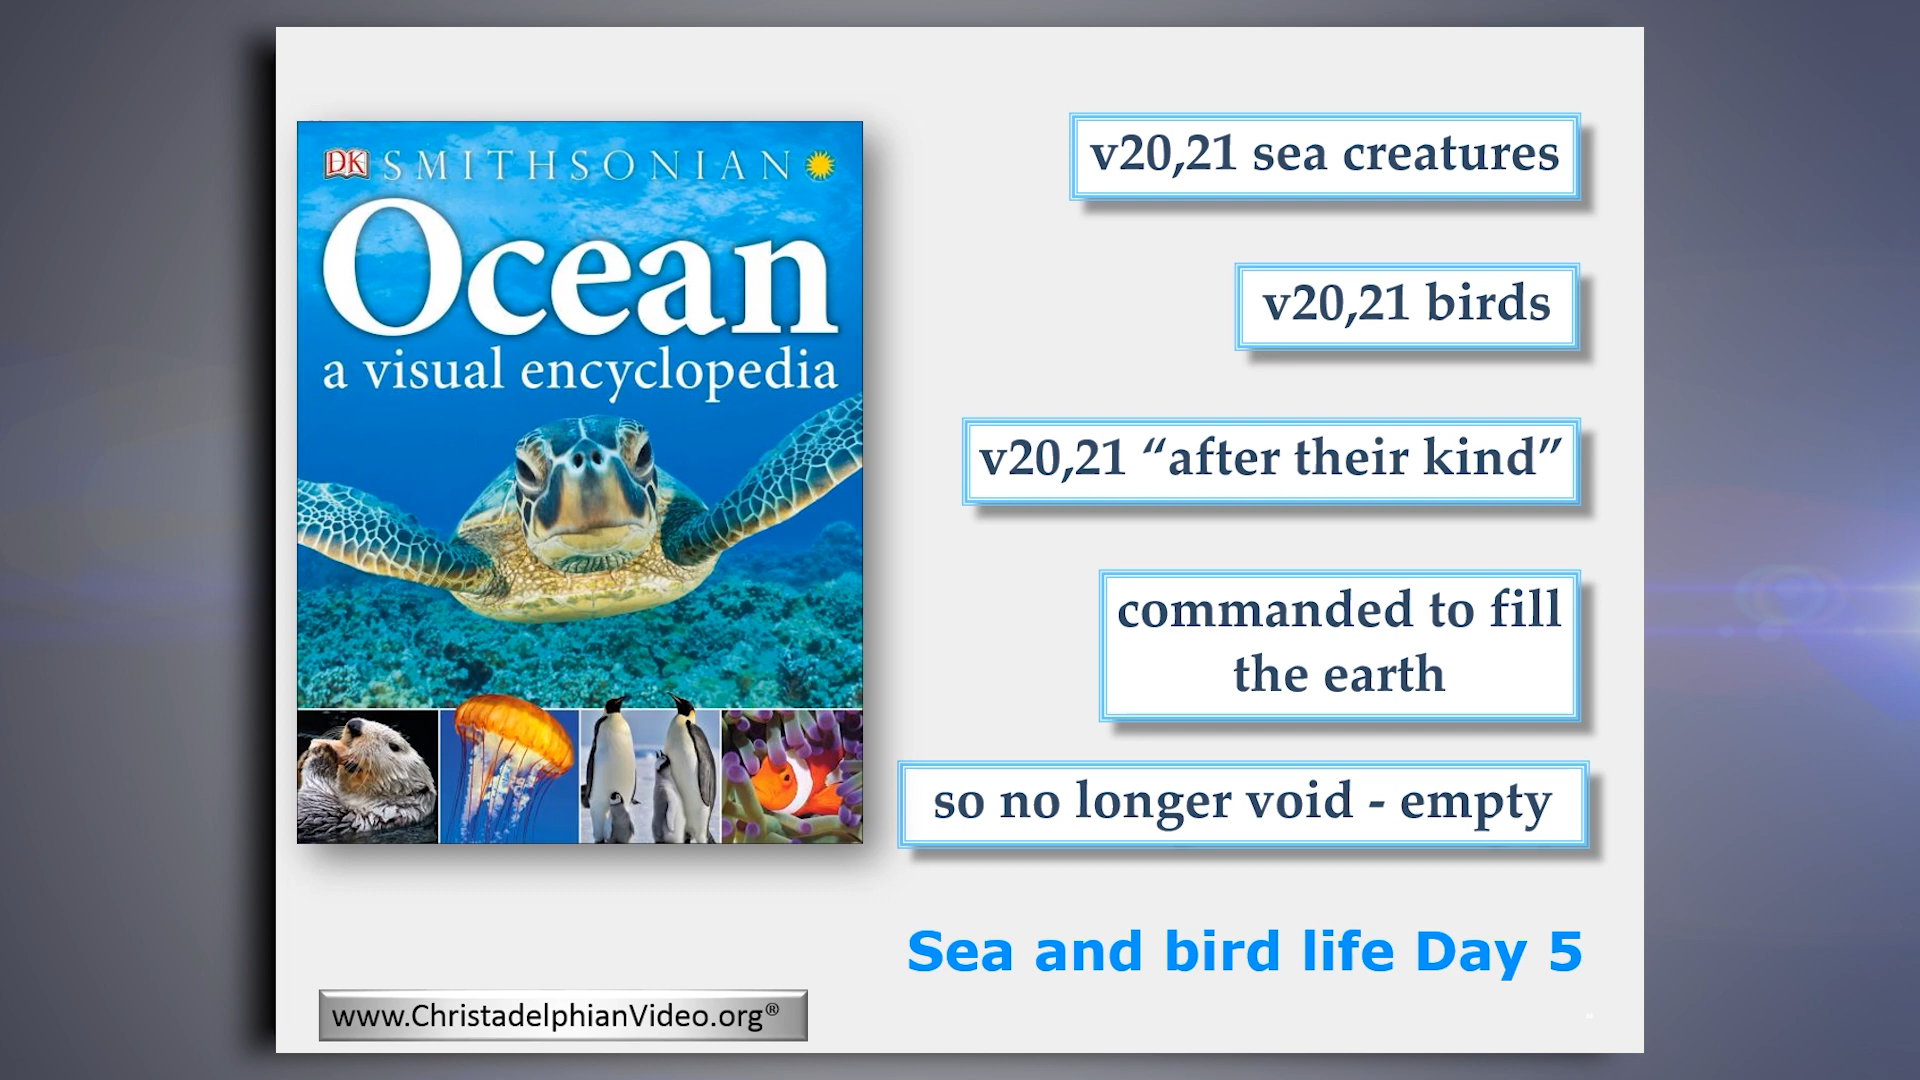 DK SMITHSONIAN
Ocean
a visual encyclopedia
v20,21 sea creatures
v20,21 birds
v20,21 “after their kind”
commanded to fill
the earth
so no longer void - empty
Sea and bird life Day 5
www.ChristadelphianVideo.org®